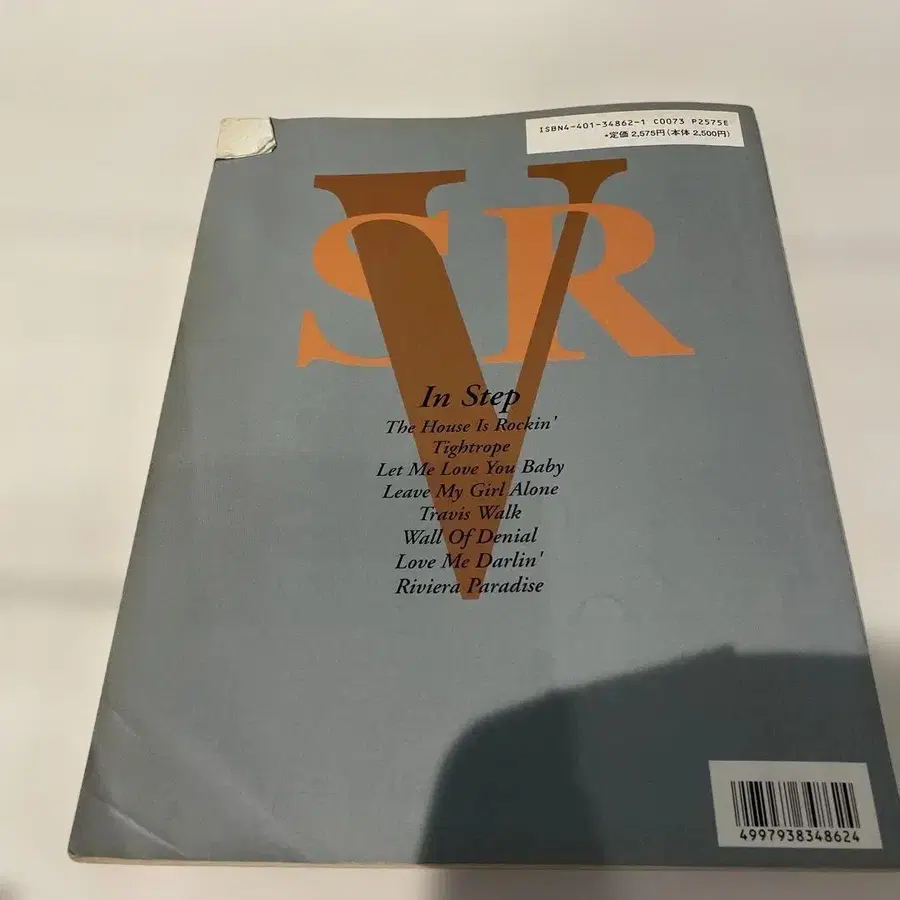 ISBN4-401-34862-1 C0073 P2575E
•定価 2,575円(本体 2,500円)
SRV
In Step
The House Is Rockin'
Tightrope
Let Me Love You Baby
Leave My Girl Alone
Travis Walk
Wall Of Denial
Love Me Darlin'
Riviera Paradise
4997938348624